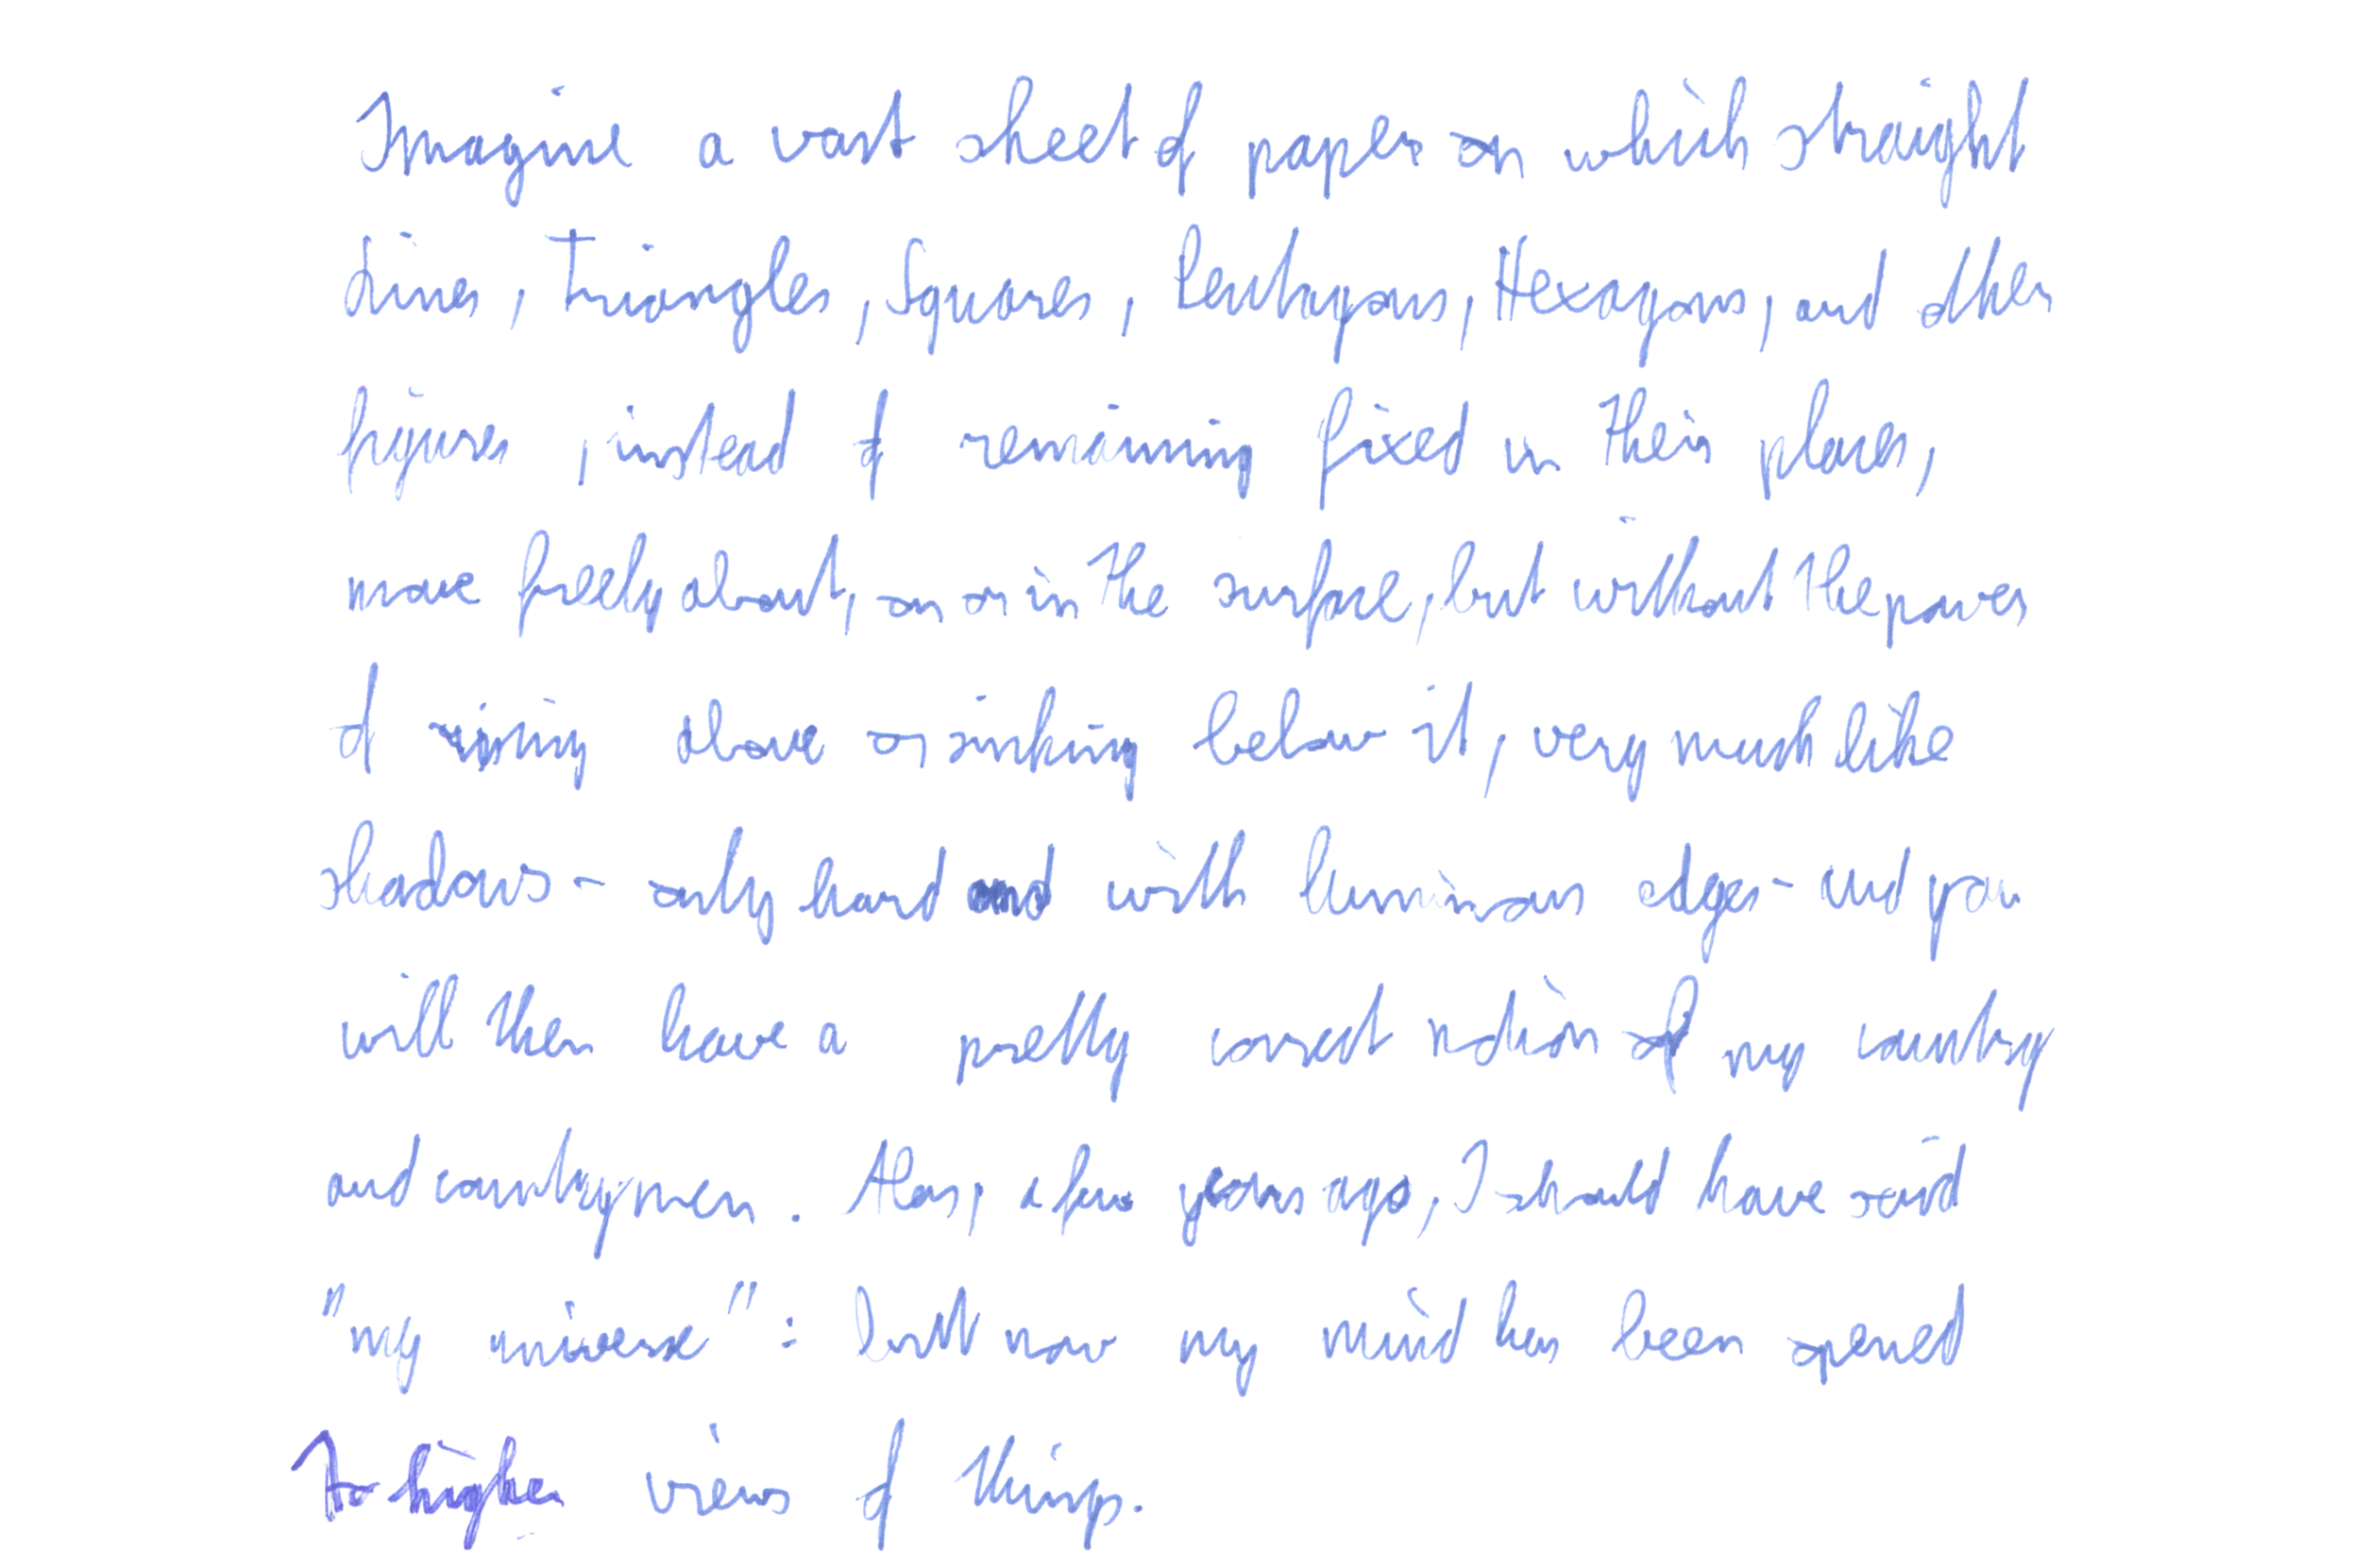 Imagine a vast sheet of paper on which straight
Lines, Triangles, Squares, Pentagons, Hexagons, and other
figures, instead of remaining fixed in their places,
move freely about, on or in the surface, but without the power
of rising above or sinking below it, very much like
shadows - only hard and with luminous edges - and you
will then have a pretty correct notion of my country
and countrymen. Alas, a few years ago, I should have said
"my universe": but now my mind has been opened
to higher views of things.